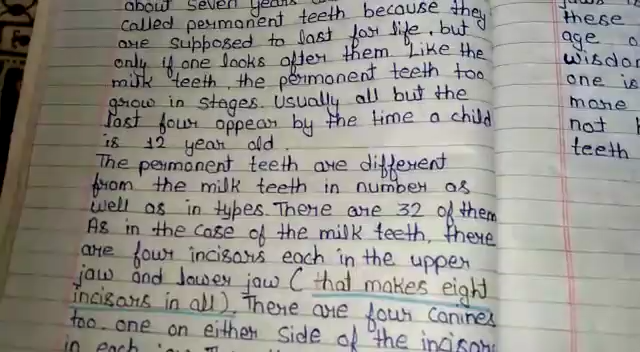 about seven years
called permanent teeth because they
are supposed to last for life, but
only if one looks after them. Like the
milk teeth, the permanent teeth too
grow in stages. Usually all but the
last four appear by the time a child
is 12 year old.
The permanent teeth are different
from the milk teeth in number as
well as in types. There are 32 of them
As in the case of the milk teeth, there
are four incisors each in the upper
jaw and lower jaw ( that makes eight
incisors in all). There are four canines
too, one on either side of the incisors
in each
these
age
wisdom
one is
more
not
teeth